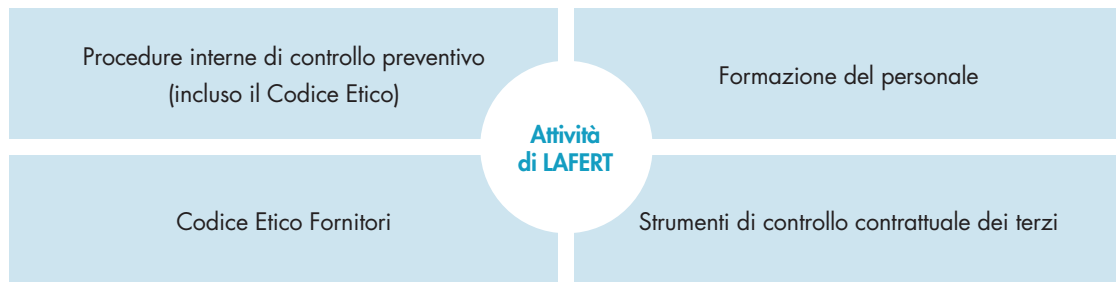 Procedure interne di controllo preventivo
(incluso il Codice Etico)
Formazione del personale
Attività
di LAFERT
Codice Etico Fornitori
Strumenti di controllo contrattuale dei terzi